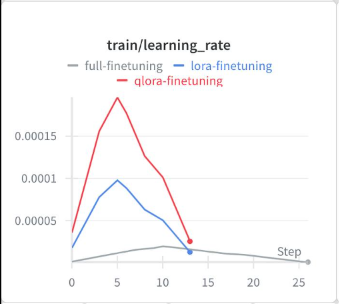 train/learning_rate
full-finetuning lora-finetuning
qlora-finetuning
0.00015
0.0001
0.00005
Step
0 5 10 15 20 25